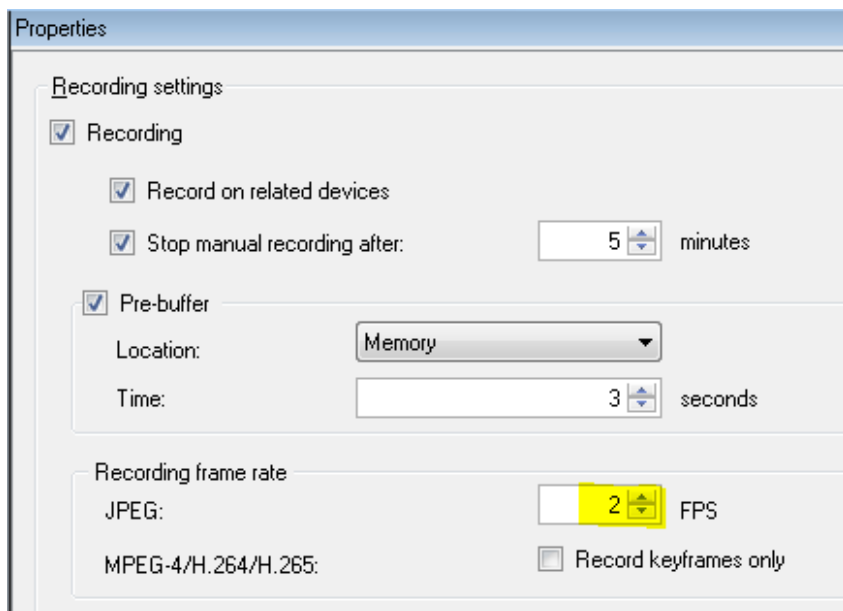 Properties
Recording settings
Recording
Record on related devices
Stop manual recording after: 5 minutes
Pre-buffer
Location: Memory
Time: 3 seconds
Recording frame rate
JPEG: 2 FPS
MPEG-4/H.264/H.265: Record keyframes only